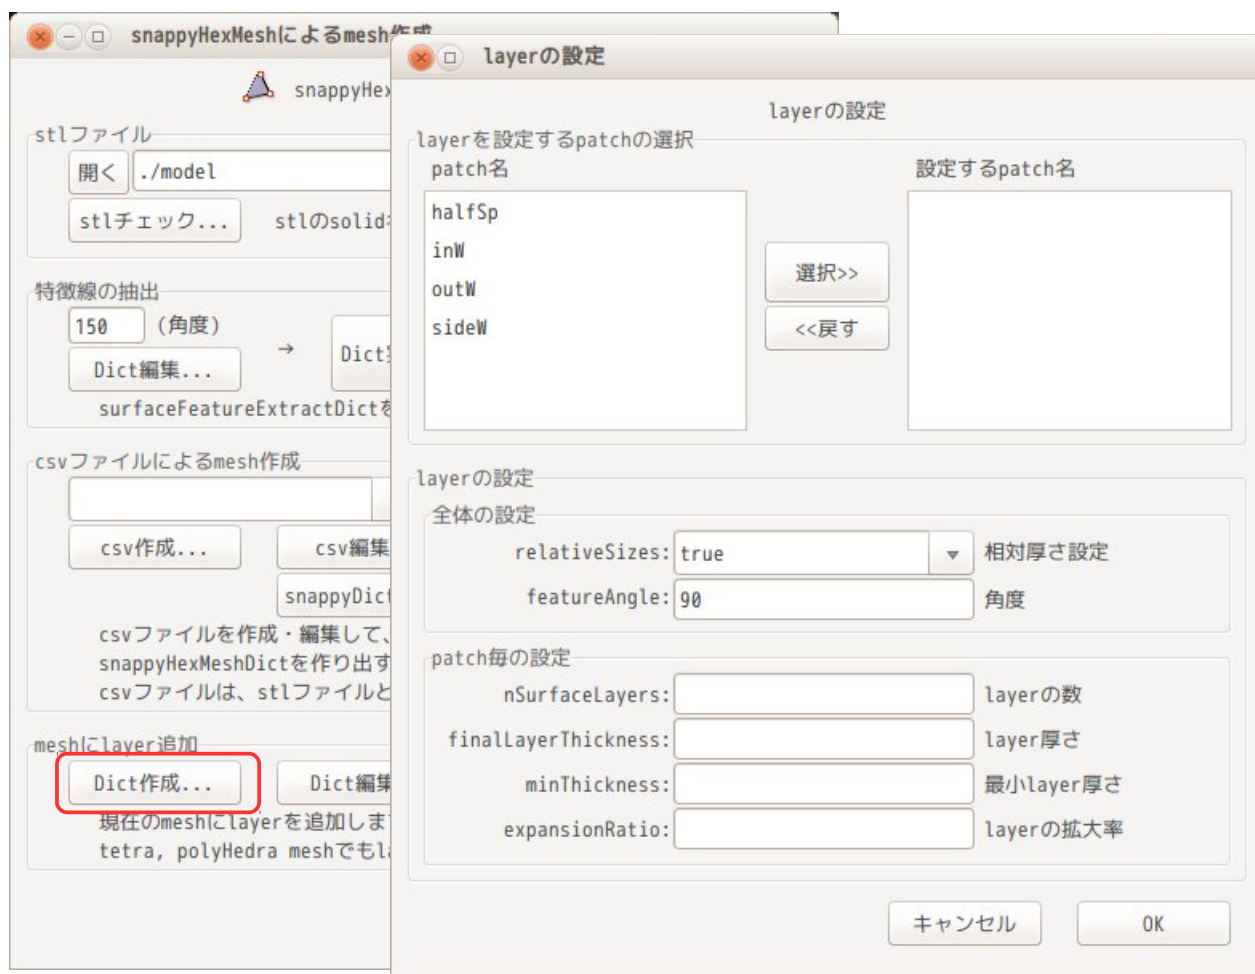 snappyHexMeshによるmesh作成
snappyHex
stlファイル
開く ./model
stlチェック... stlのsolid
特徴線の抽出
150 (角度)
→
Dict
Dict編集...
surfaceFeatureExtractDictを
csvファイルによるmesh作成
csv作成... csv編集
snappyDict
csvファイルを作成・編集して、
snappyHexMeshDictを作り出す
csvファイルは、stlファイルと
meshにlayer追加
Dict作成... Dict編集
現在のmeshにlayerを追加しま
tetra, polyHedra meshでもla
layerの設定
layerの設定
layerを設定するpatchの選択
patch名 設定するpatch名
halfSp
inW
outW
sideW
選択>>
<<戻す
layerの設定
全体の設定
relativeSizes: true 相対厚さ設定
featureAngle: 90 角度
patch毎の設定
nSurfaceLayers: layerの数
finalLayerThickness: layer厚さ
minThickness: 最小layer厚さ
expansionRatio: layerの拡大率
キャンセル OK